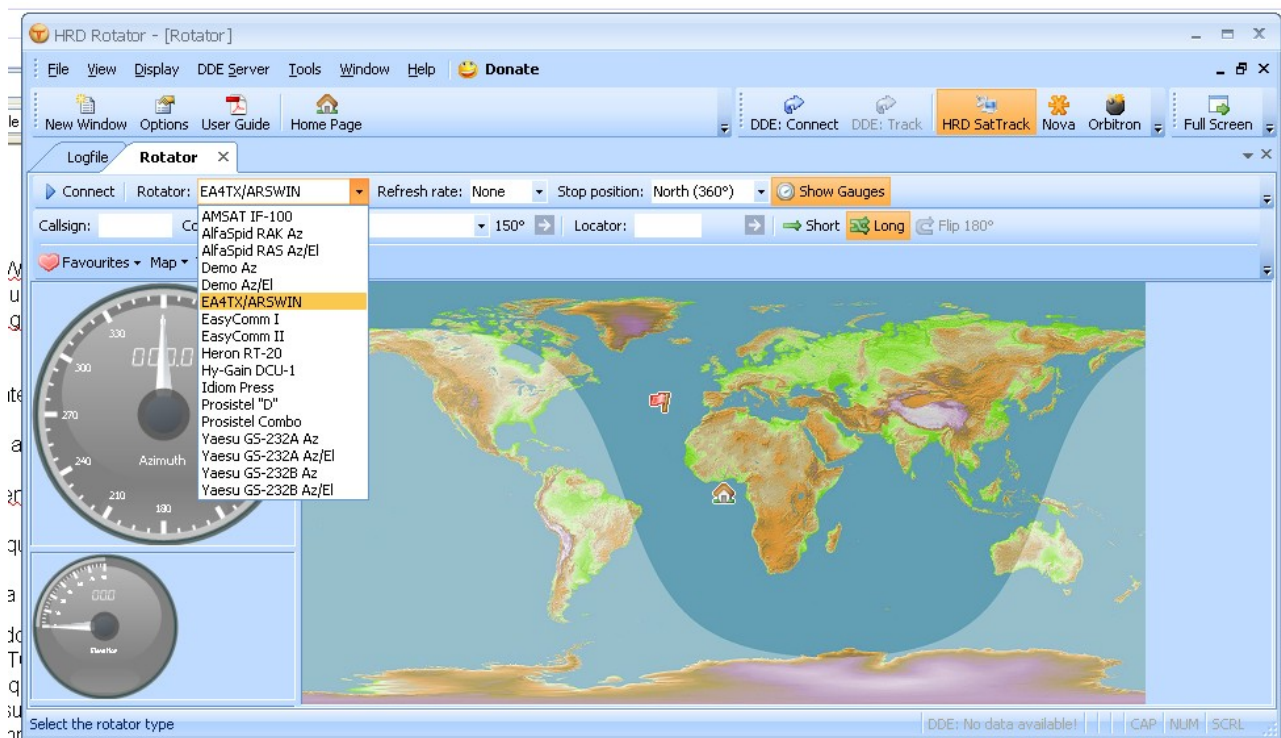 HRD Rotator - [Rotator]
File View Display DDE Server Tools Window Help Donate
New Window Options User Guide Home Page DDE: Connect DDE: Track HRD SatTrack Nova Orbitron Full Screen
Logfile Rotator
Connect Rotator: EA4TX/ARSWIN Refresh rate: None Stop position: North (360°) Show Gauges
Callsign: 150° Locator: Short Long Flip 180°
Favourites Map
AMSAT IF-100
AlfaSpid RAK Az
AlfaSpid RAS Az/El
Demo Az
Demo Az/El
EA4TX/ARSWIN
EasyComm I
EasyComm II
Heron RT-20
Hy-Gain DCU-1
Idiom Press
Prosistel "D"
Prosistel Combo
Yaesu GS-232A Az
Yaesu GS-232A Az/El
Yaesu GS-232B Az
Yaesu GS-232B Az/El
330
000.0
300
270
240
Azimuth
210
180
000
Elevation
Select the rotator type DDE: No data available! CAP NUM SCRL